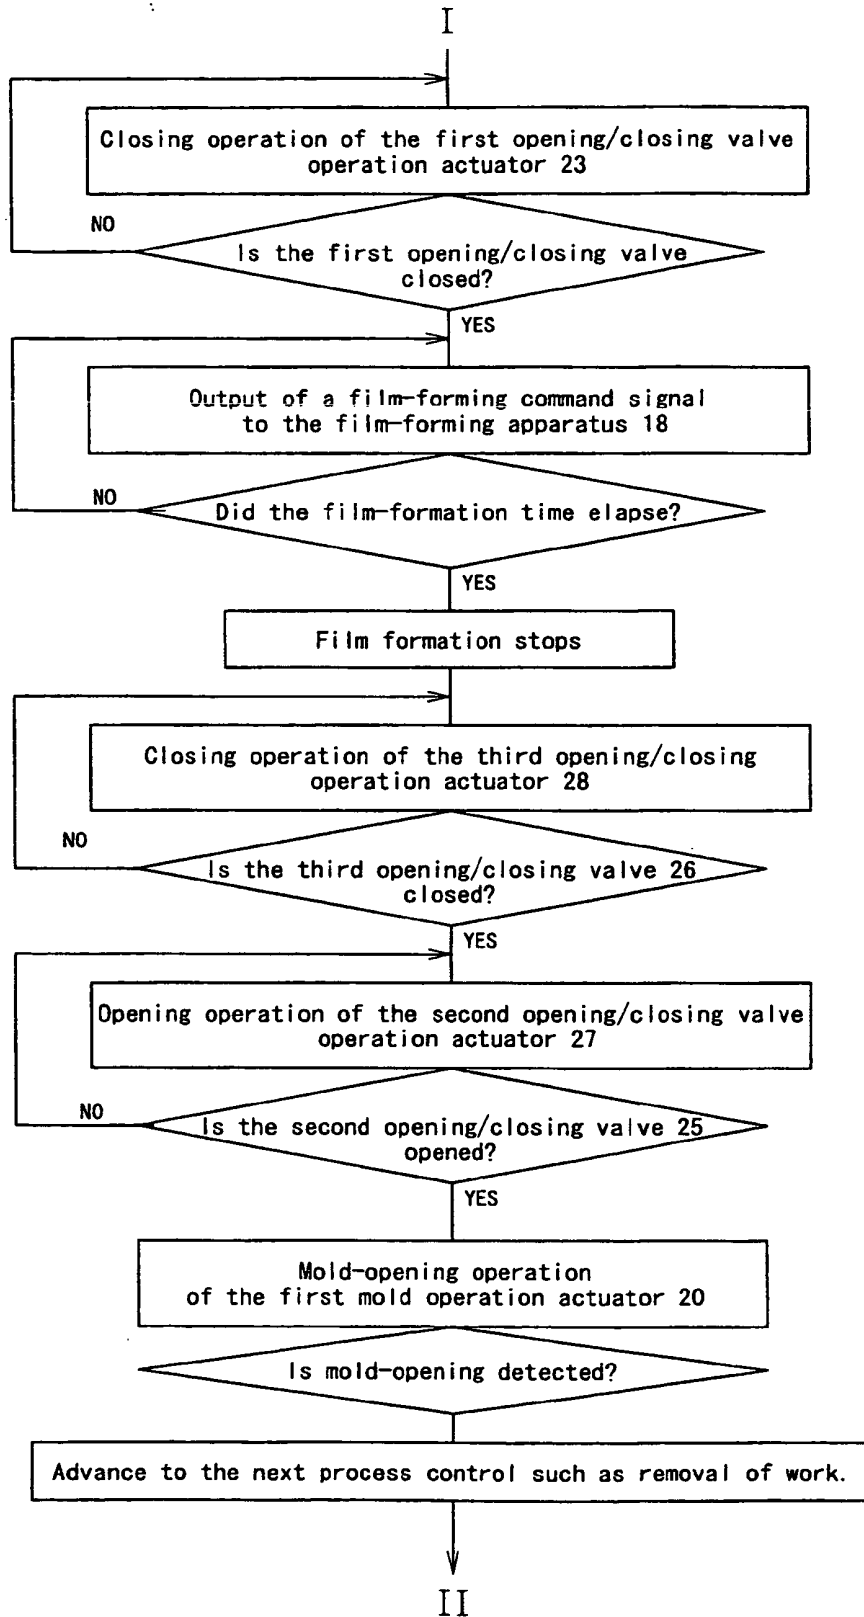 I
Closing operation of the first opening/closing valve
operation actuator 23
NO
Is the first opening/closing valve
closed?
YES
Output of a film-forming command signal
to the film-forming apparatus 18
NO
Did the film-formation time elapse?
YES
Film formation stops
Closing operation of the third opening/closing
operation actuator 28
NO
Is the third opening/closing valve 26
closed?
YES
Opening operation of the second opening/closing valve
operation actuator 27
NO
Is the second opening/closing valve 25
opened?
YES
Mold-opening operation
of the first mold operation actuator 20
Is mold-opening detected?
Advance to the next process control such as removal of work.
II